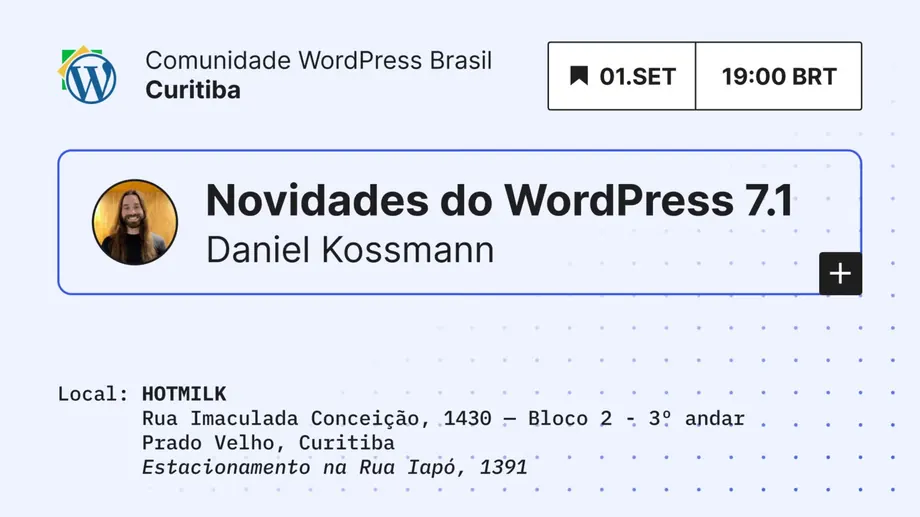 Comunidade WordPress Brasil
Curitiba
01.SET
19:00 BRT
Novidades do WordPress 7.1
Daniel Kossmann
Local: HOTMILK
Rua Imaculada Conceição, 1430 — Bloco 2 - 3º andar
Prado Velho, Curitiba
Estacionamento na Rua Iapó, 1391